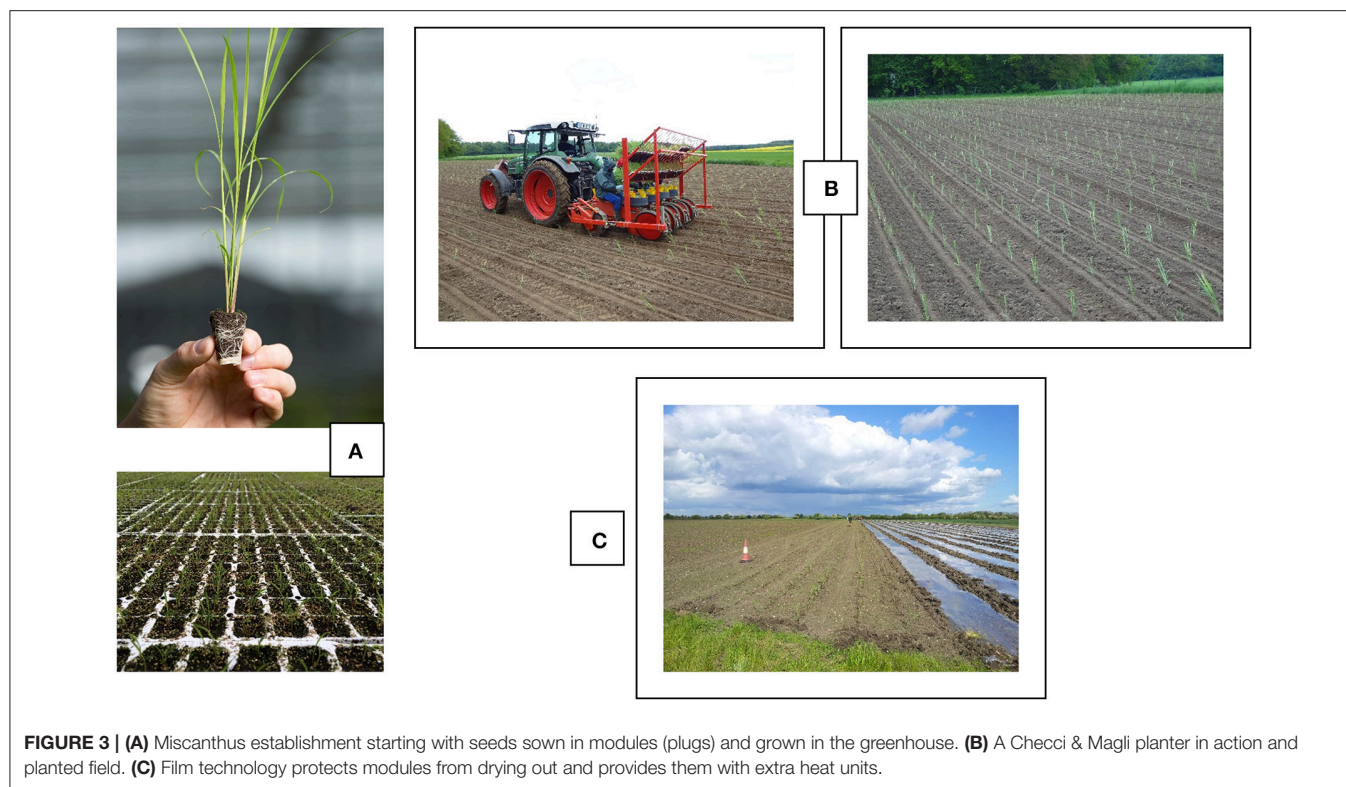 B
A
C
FIGURE 3 | (A) Miscanthus establishment starting with seeds sown in modules (plugs) and grown in the greenhouse. (B) A Checci & Magli planter in action and
planted field. (C) Film technology protects modules from drying out and provides them with extra heat units.